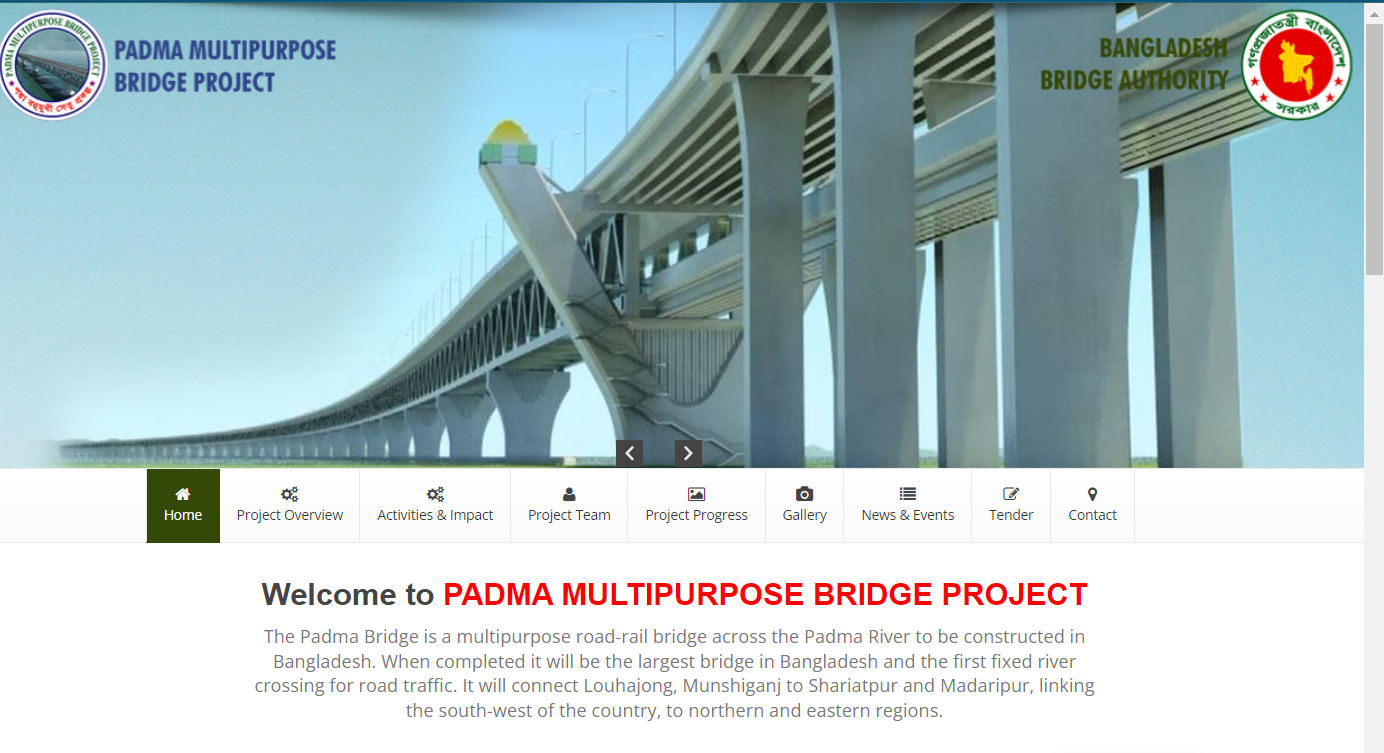 PADMA MULTIPURPOSE BRIDGE PROJECT
পদ্মা বহুমুখী সেতু প্রকল্প
PADMA MULTIPURPOSE
BRIDGE PROJECT
BANGLADESH
BRIDGE AUTHORITY
গণপ্রজাতন্ত্রী বাংলাদেশ
সরকার
Home
Project Overview
Activities & Impact
Project Team
Project Progress
Gallery
News & Events
Tender
Contact
Welcome to PADMA MULTIPURPOSE BRIDGE PROJECT
The Padma Bridge is a multipurpose road-rail bridge across the Padma River to be constructed in
Bangladesh. When completed it will be the largest bridge in Bangladesh and the first fixed river
crossing for road traffic. It will connect Louhajong, Munshiganj to Shariatpur and Madaripur, linking
the south-west of the country, to northern and eastern regions.